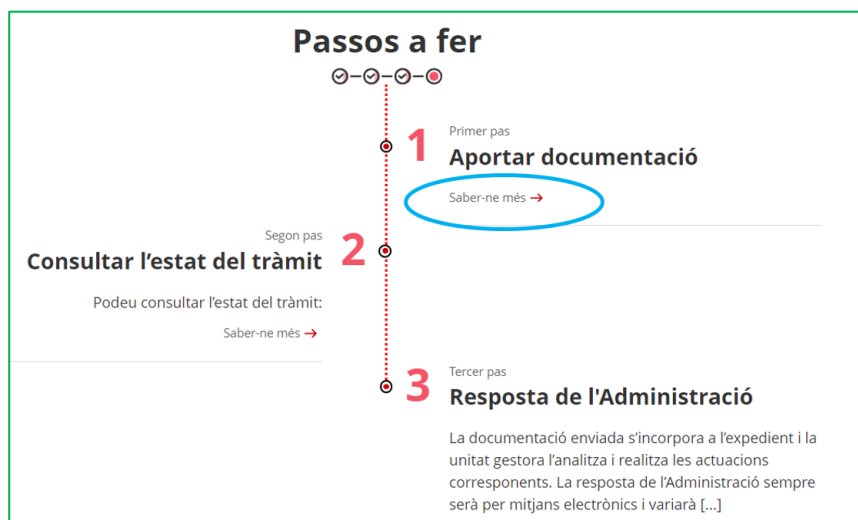 Passos a fer
1
Primer pas
Aportar documentació
Saber-ne més →
Segon pas
2
Consultar l’estat del tràmit
Podeu consultar l’estat del tràmit:
Saber-ne més →
3
Tercer pas
Resposta de l'Administració
La documentació enviada s’incorpora a l’expedient i la
unitat gestora l’analitza i realitza les actuacions
corresponents. La resposta de l’Administració sempre
serà per mitjans electrònics i variarà [...]